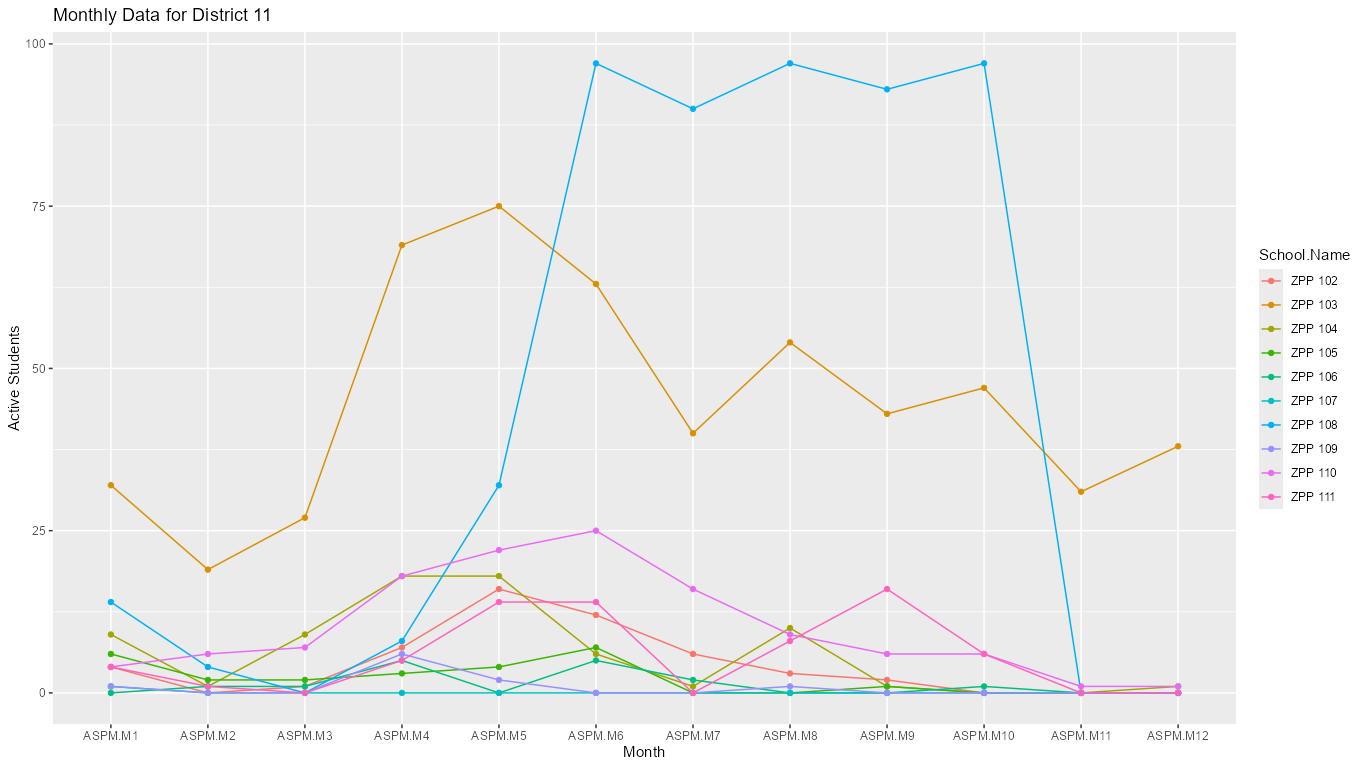 Monthly Data for District 11
100
75
50
25
0
Active Students
ASPM.M1 ASPM.M2 ASPM.M3 ASPM.M4 ASPM.M5 ASPM.M6 ASPM.M7 ASPM.M8 ASPM.M9 ASPM.M10 ASPM.M11 ASPM.M12
Month
School.Name
ZPP 102
ZPP 103
ZPP 104
ZPP 105
ZPP 106
ZPP 107
ZPP 108
ZPP 109
ZPP 110
ZPP 111